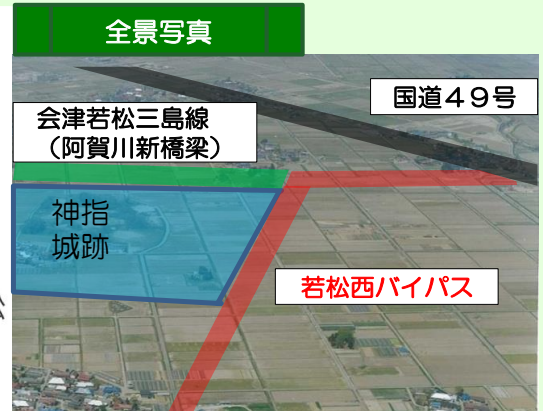 全景写真
国道４９号
会津若松三島線
（阿賀川新橋梁）
神指
城跡
若松西バイパス